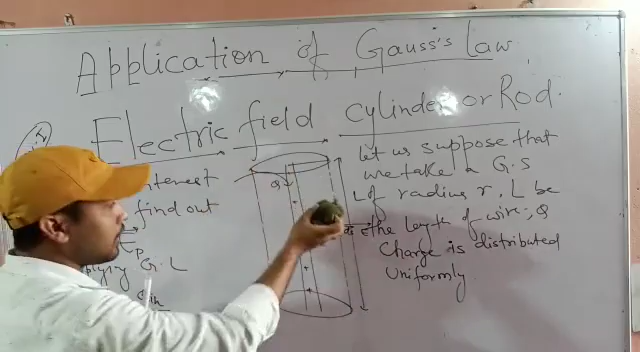 Application of Gauss's Law
Electric field cylinder or Rod.
interest
find out
P
G.L
Let us suppose that
we take a G.S
of radius r, L be
the length of wire, Q
Charge is distributed
Uniformly